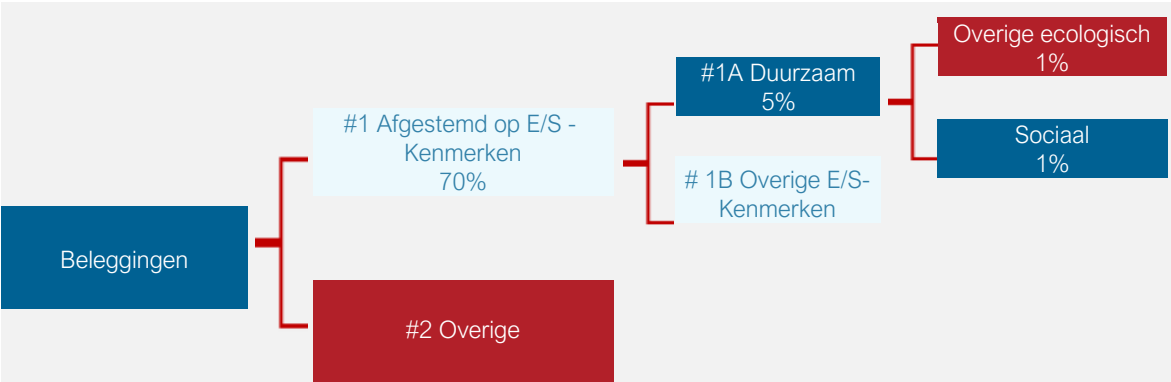 Beleggingen
#1 Afgestemd op E/S -
Kenmerken
70%
#2 Overige
#1A Duurzaam
5%
# 1B Overige E/S-
Kenmerken
Overige ecologisch
1%
Sociaal
1%